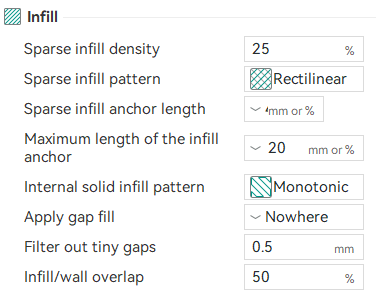 Infill
Sparse infill density 25 %
Sparse infill pattern Rectilinear
Sparse infill anchor length mm or %
Maximum length of the infill
anchor 20 mm or %
Internal solid infill pattern Monotonic
Apply gap fill Nowhere
Filter out tiny gaps 0.5 mm
Infill/wall overlap 50 %